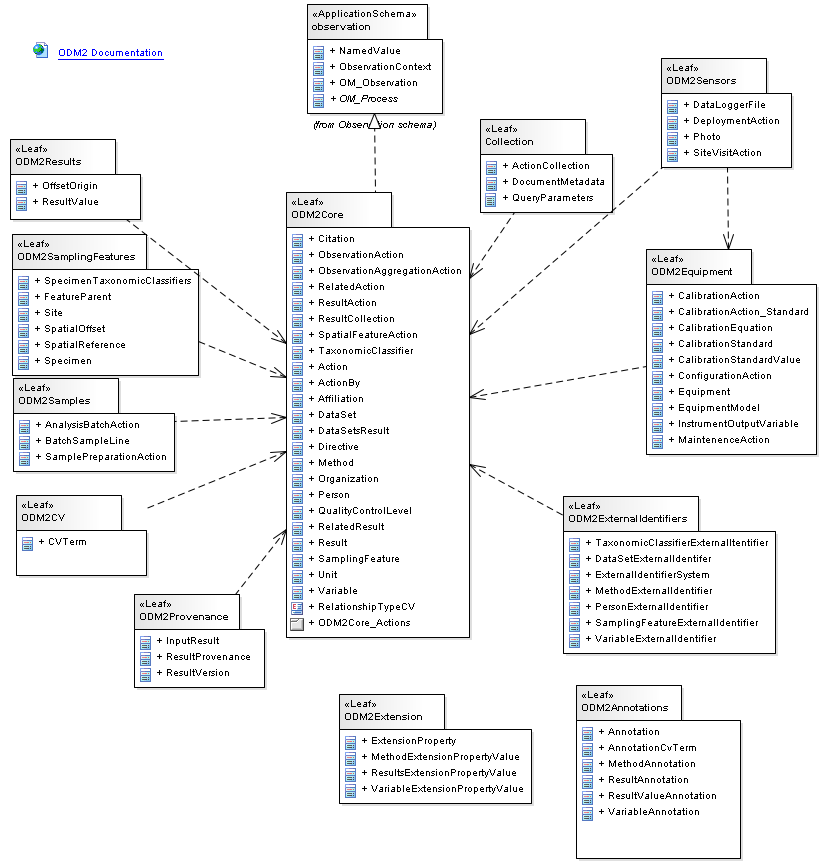 «ApplicationSchema»
observation
+ NamedValue
+ ObservationContext
+ OM_Observation
+ OM_Process
(from Observation schema)
ODM2 Documentation
«Leaf»
ODM2Sensors
+ DataLoggerFile
+ DeploymentAction
+ Photo
+ SiteVisitAction
«Leaf»
Collection
+ ActionCollection
+ DocumentMetadata
+ QueryParameters
«Leaf»
ODM2Results
+ OffsetOrigin
+ ResultValue
«Leaf»
ODM2Core
+ Citation
+ ObservationAction
+ ObservationAggregationAction
+ RelatedAction
+ ResultAction
+ ResultCollection
+ SpatialFeatureAction
+ TaxonomicClassifier
+ Action
+ ActionBy
+ Affiliation
+ DataSet
+ DataSetsResult
+ Directive
+ Method
+ Organization
+ Person
+ QualityControlLevel
+ RelatedResult
+ Result
+ SamplingFeature
+ Unit
+ Variable
+ RelationshipTypeCV
+ ODM2Core_Actions
«Leaf»
ODM2SamplingFeatures
+ SpecimenTaxonomicClassifiers
+ FeatureParent
+ Site
+ SpatialOffset
+ SpatialReference
+ Specimen
«Leaf»
ODM2Equipment
+ CalibrationAction
+ CalibrationAction_Standard
+ CalibrationEquation
+ CalibrationStandard
+ CalibrationStandardValue
+ ConfigurationAction
+ Equipment
+ EquipmentModel
+ InstrumentOutputVariable
+ MaintenenceAction
«Leaf»
ODM2Samples
+ AnalysisBatchAction
+ BatchSampleLine
+ SamplePreparationAction
«Leaf»
ODM2CV
+ CVTerm
«Leaf»
ODM2ExternalIdentifiers
+ TaxonomicClassifierExternalItentifier
+ DataSetExternalIdentifer
+ ExternalIdentifierSystem
+ MethodExternalIdentifier
+ PersonExternalIdentifier
+ SamplingFeatureExternalIdentifier
+ VariableExternalIdentifier
«Leaf»
ODM2Provenance
+ InputResult
+ ResultProvenance
+ ResultVersion
«Leaf»
ODM2Extension
+ ExtensionProperty
+ MethodExtensionPropertyValue
+ ResultsExtensionPropertyValue
+ VariableExtensionPropertyValue
«Leaf»
ODM2Annotations
+ Annotation
+ AnnotationCvTerm
+ MethodAnnotation
+ ResultAnnotation
+ ResultValueAnnotation
+ VariableAnnotation